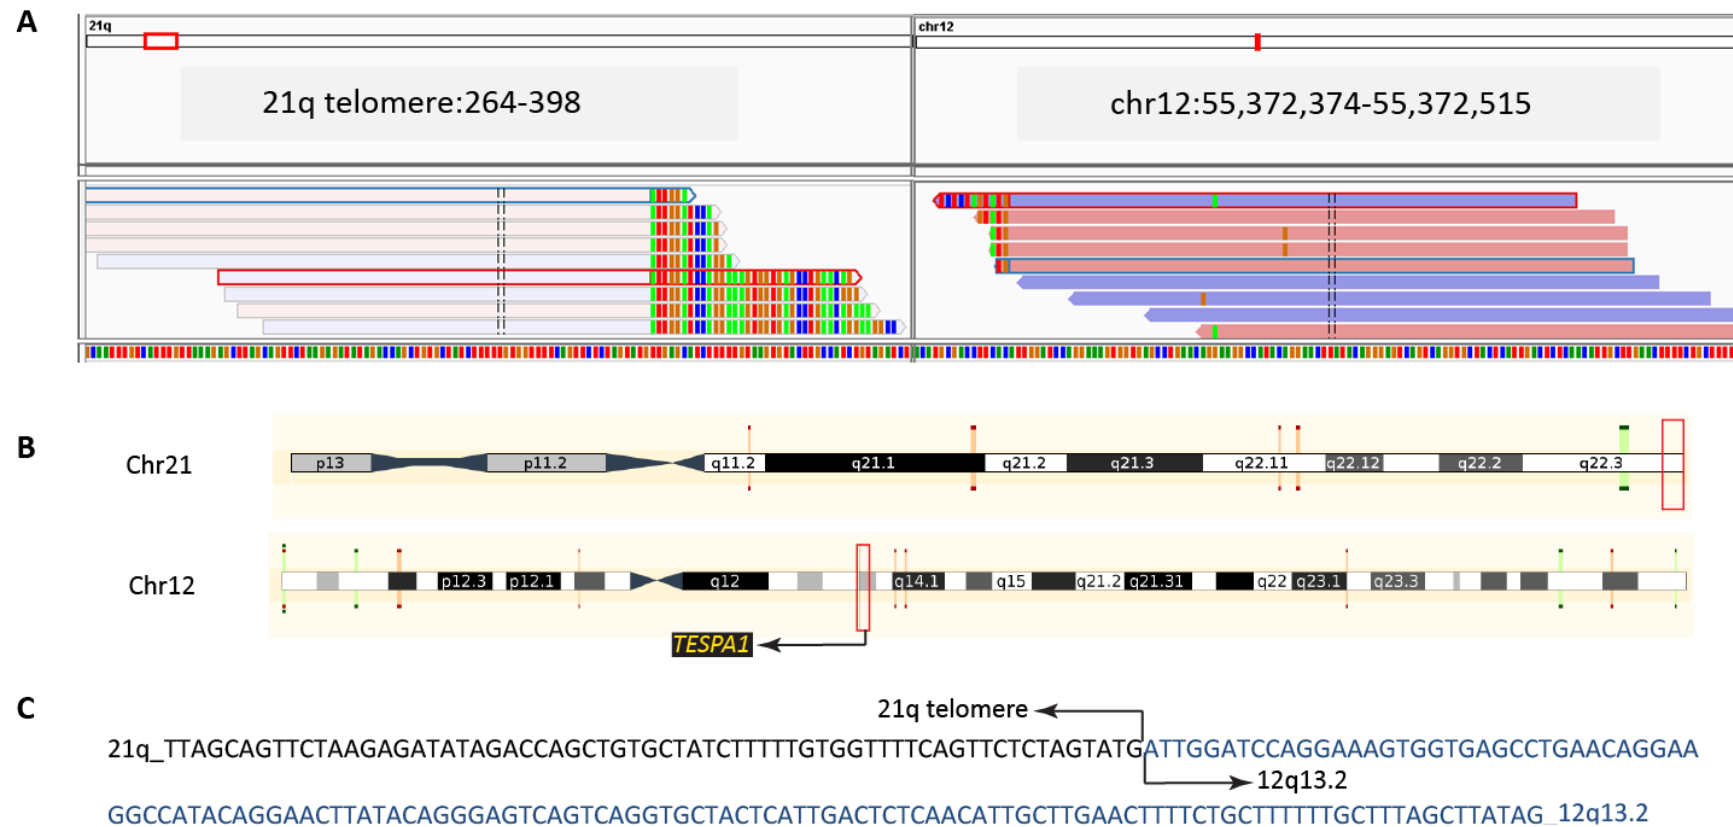 A
21q
chr12
21q telomere:264-398
chr12:55,372,374-55,372,515
B
Chr21
p13
p11.2
q11.2
q21.1
q21.2
q21.3
q22.11
q22.12
q22.2
q22.3
Chr12
p12.3
p12.1
q12
q14.1
q15
q21.2
q21.31
q22
q23.1
q23.3
TESPA1
C
21q telomere
21q_TTAGCAGTTCTAAGAGATATAGACCAGCTGTGCTATCTTTTTGTGGTTTTCAGTTCTCTAGTATGATTGGATCCAGGAAAGTGGTGAGCCTGAACAGGAA
12q13.2
GGCCATACAGGAACTTATACAGGGAGTCAGTCAGGTGCTACTCATTGACTCTCAACATTGCTTGAACTTTTCTGCTTTTTTGCTTTAGCTTATAG_12q13.2